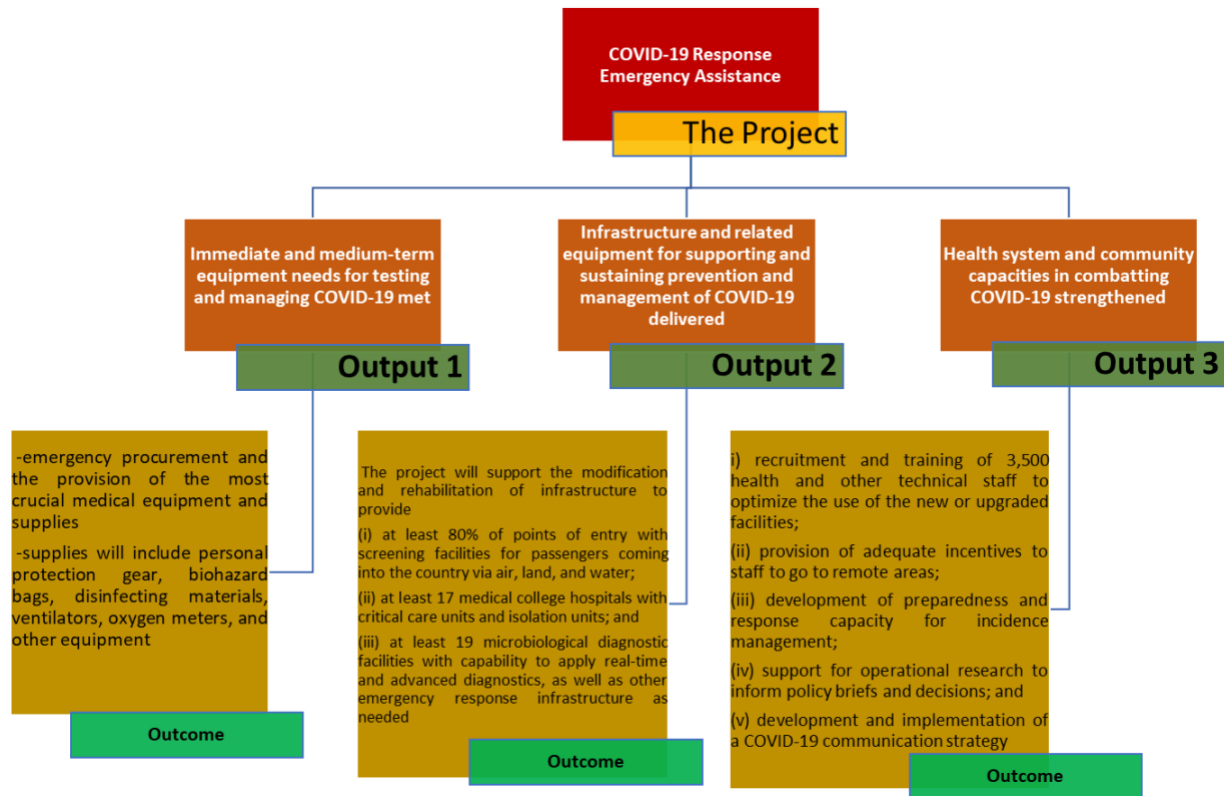 COVID-19 Response
Emergency Assistance
The Project
Immediate and medium-term
equipment needs for testing
and managing COVID-19 met
Output 1
Infrastructure and related
equipment for supporting and
sustaining prevention and
management of COVID-19
delivered
Output 2
Health system and community
capacities in combatting
COVID-19 strengthened
Output 3
-emergency procurement and
the provision of the most
crucial medical equipment and
supplies
-supplies will include personal
protection gear, biohazard
bags, disinfecting materials,
ventilators, oxygen meters, and
other equipment
Outcome
The project will support the modification
and rehabilitation of infrastructure to
provide
(i) at least 80% of points of entry with
screening facilities for passengers coming
into the country via air, land, and water;
(ii) at least 17 medical college hospitals with
critical care units and isolation units; and
(iii) at least 19 microbiological diagnostic
facilities with capability to apply real-time
and advanced diagnostics, as well as other
emergency response infrastructure as
needed
Outcome
i) recruitment and training of 3,500
health and other technical staff to
optimize the use of the new or upgraded
facilities;
(ii) provision of adequate incentives to
staff to go to remote areas;
(iii) development of preparedness and
response capacity for incidence
management;
(iv) support for operational research to
inform policy briefs and decisions; and
(v) development and implementation of
a COVID-19 communication strategy
Outcome